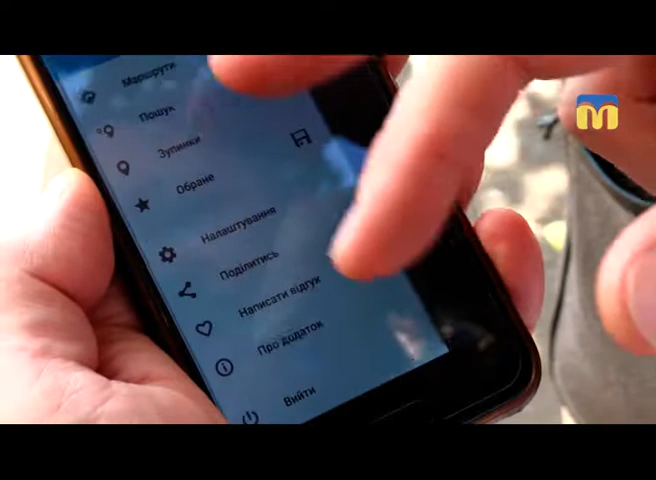 Маршрути
Пошук
Зупинки
Обране
Налаштування
Поділитись
Написати відгук
Про додаток
Вийти
m